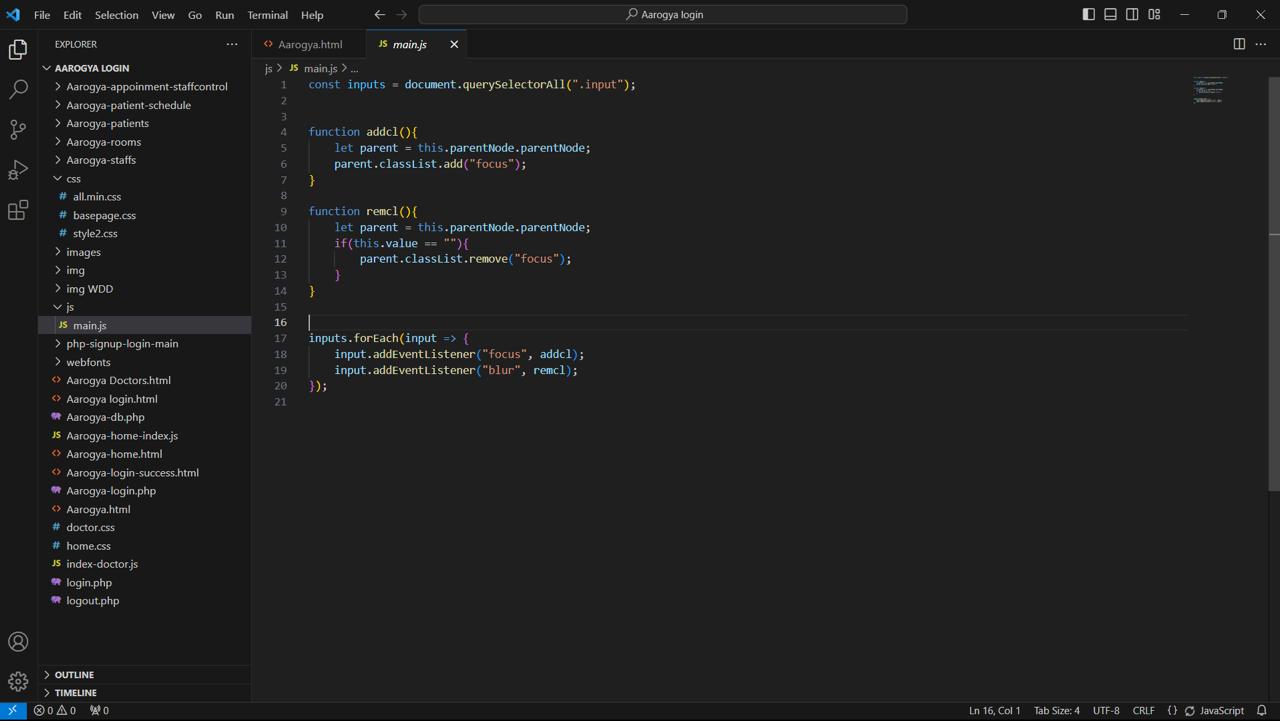 File Edit Selection View Go Run Terminal Help
Aarogya login
EXPLORER
AAROGYA LOGIN
Aarogya-appoinment-staffcontrol
Aarogya-patient-schedule
Aarogya-patients
Aarogya-rooms
Aarogya-staffs
css
# all.min.css
# basepage.css
# style2.css
images
img
img WDD
js
JS main.js
php-signup-login-main
webfonts
<> Aarogya Doctors.html
<> Aarogya login.html
Aarogya-db.php
JS Aarogya-home-index.js
<> Aarogya-home.html
<> Aarogya-login-success.html
Aarogya-login.php
<> Aarogya.html
# doctor.css
# home.css
JS index-doctor.js
login.php
logout.php
OUTLINE
TIMELINE
<> Aarogya.html JS main.js
js > JS main.js > ...
1 const inputs = document.querySelectorAll(".input");
2
3
4 function addcl(){
5 let parent = this.parentNode.parentNode;
6 parent.classList.add("focus");
7 }
8
9 function remcl(){
10 let parent = this.parentNode.parentNode;
11 if(this.value == ""){
12 parent.classList.remove("focus");
13 }
14 }
15
16
17 inputs.forEach(input => {
18 input.addEventListener("focus", addcl);
19 input.addEventListener("blur", remcl);
20 });
21
0 0 0 Ln 16, Col 1 Tab Size: 4 UTF-8 CRLF {} JavaScript